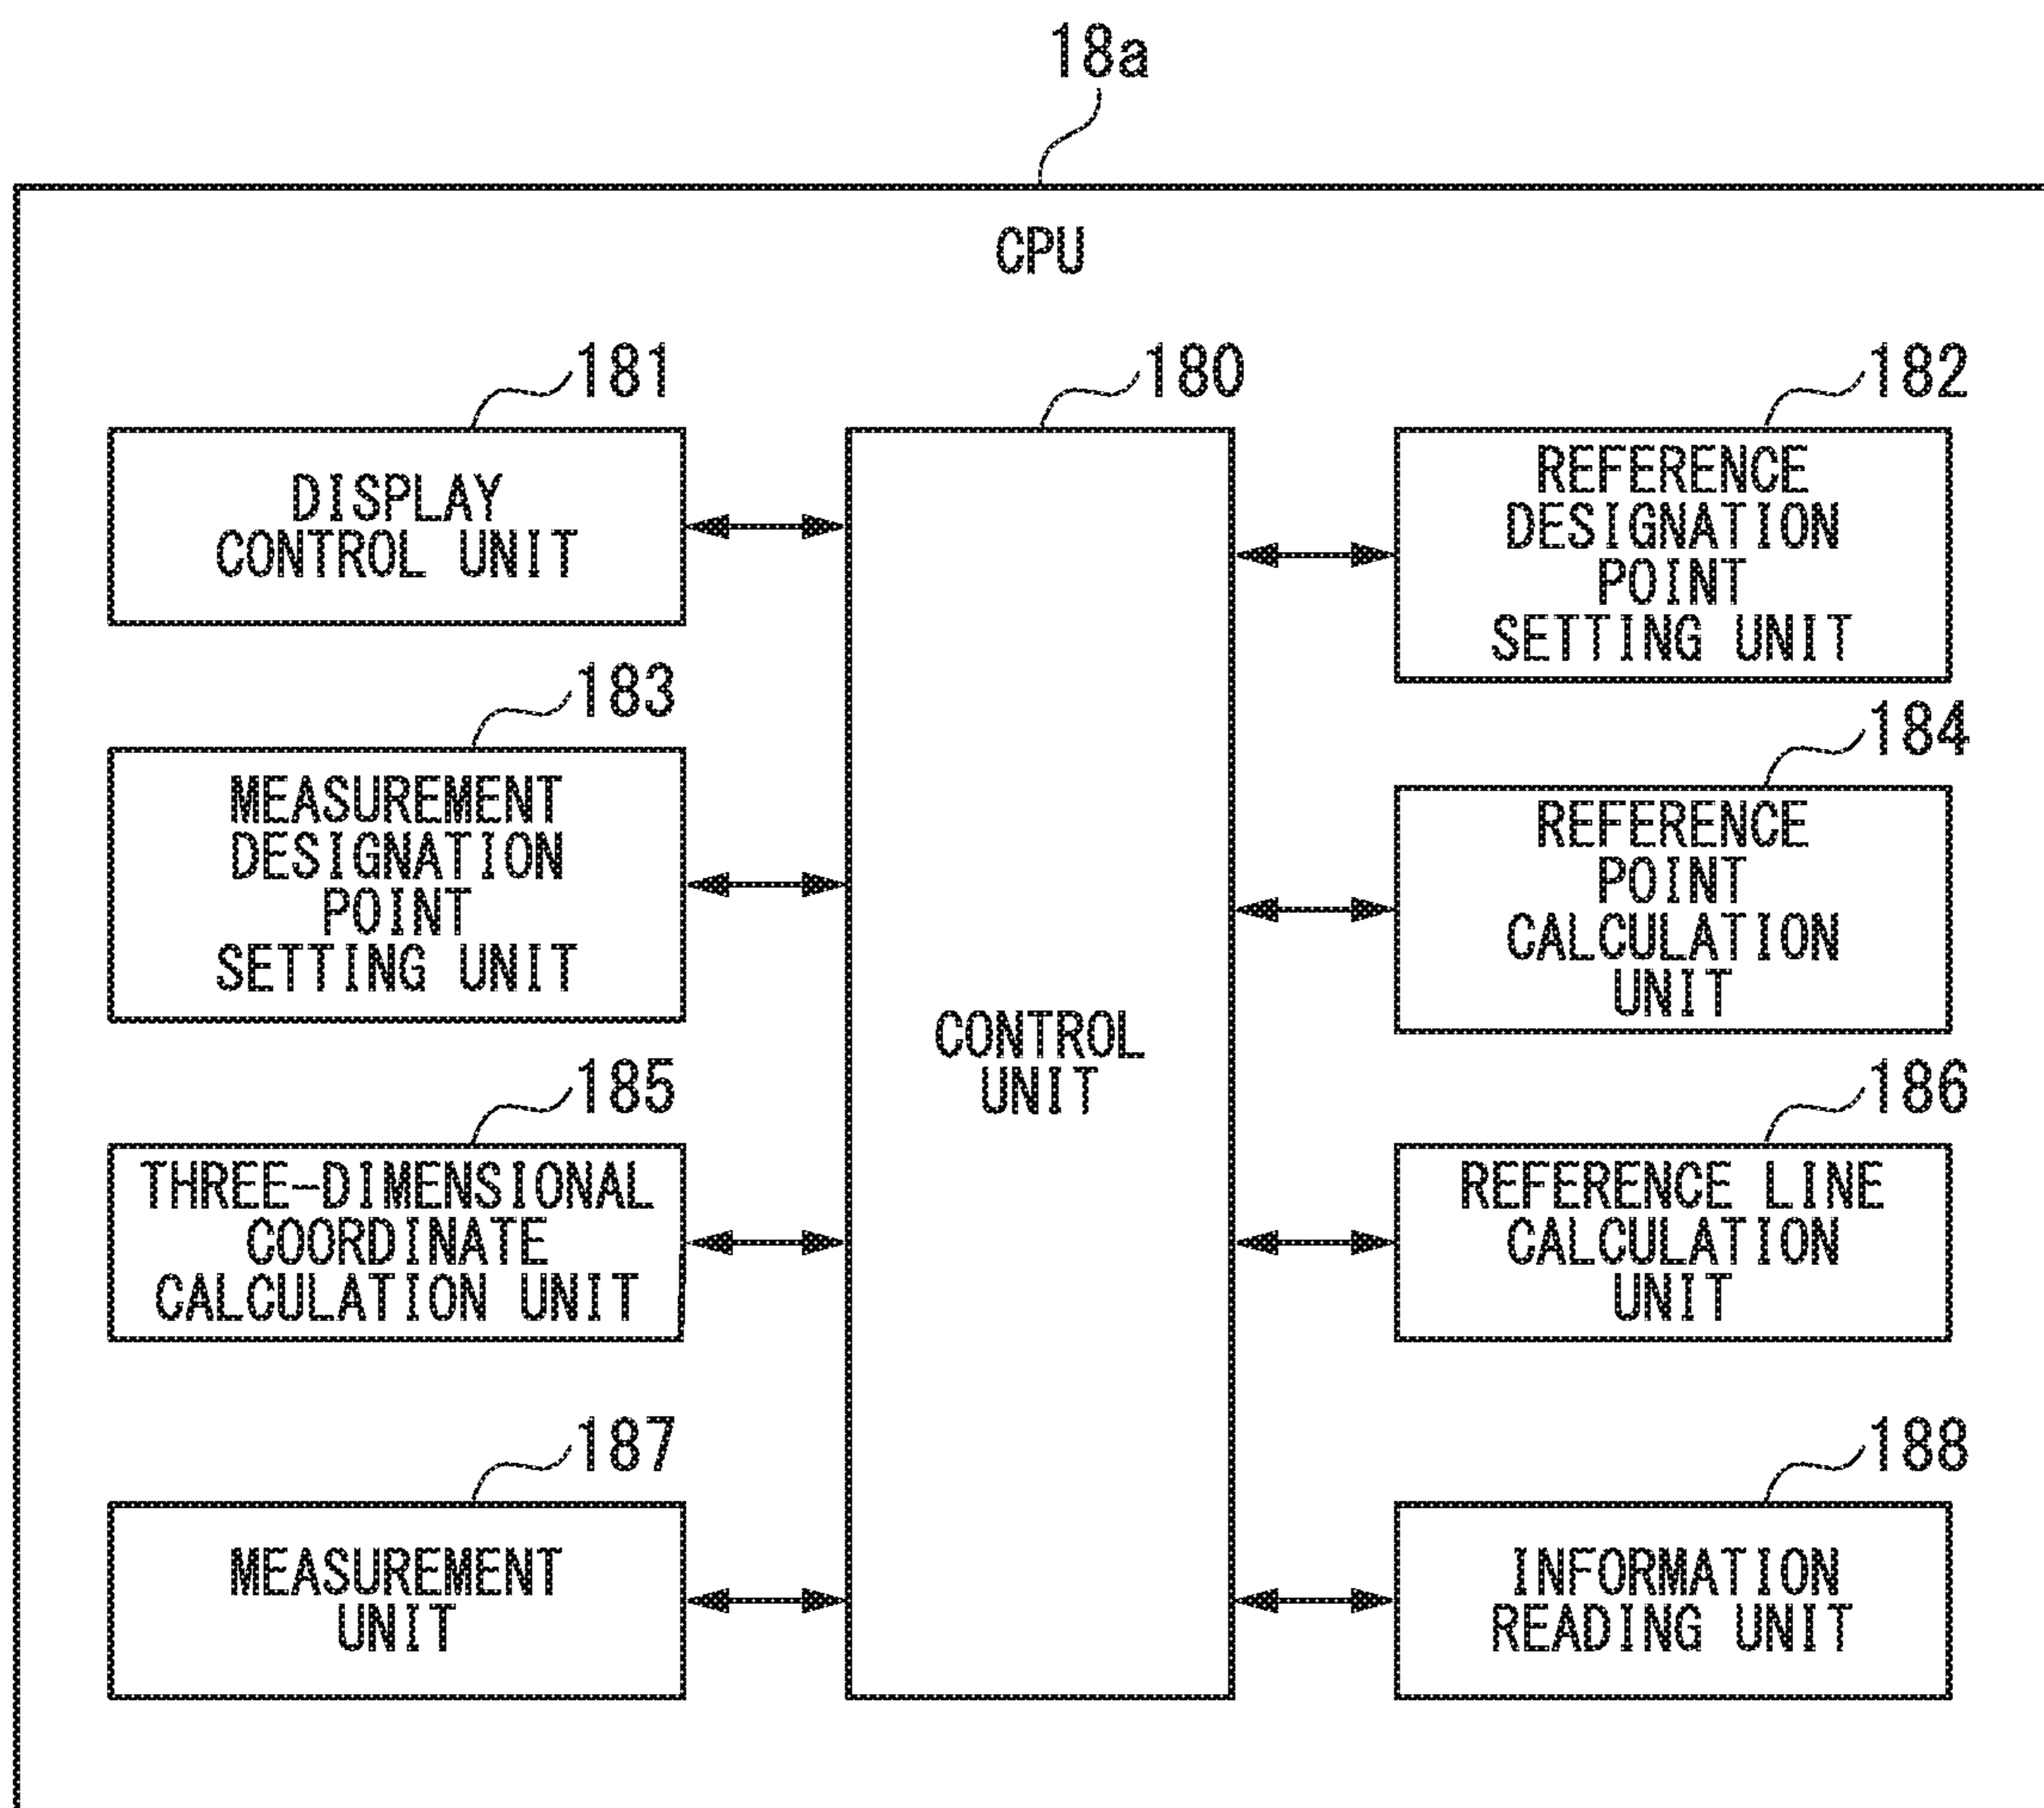 18a
CPU
181
DISPLAY
CONTROL UNIT
180
CONTROL
UNIT
182
REFERENCE
DESIGNATION
POINT
SETTING UNIT
183
MEASUREMENT
DESIGNATION
POINT
SETTING UNIT
184
REFERENCE
POINT
CALCULATION
UNIT
185
THREE-DIMENSIONAL
COORDINATE
CALCULATION UNIT
186
REFERENCE LINE
CALCULATION
UNIT
187
MEASUREMENT
UNIT
188
INFORMATION
READING UNIT